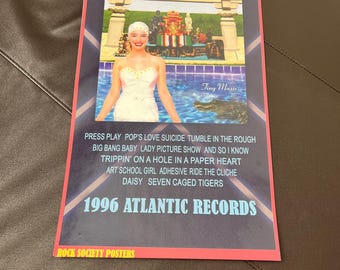 Tiny Music
PRESS PLAY POP'S LOVE SUICIDE TUMBLE IN THE ROUGH
BIG BANG BABY LADY PICTURE SHOW AND SO I KNOW
TRIPPIN' ON A HOLE IN A PAPER HEART
ART SCHOOL GIRL ADHESIVE RIDE THE CLICHE
DAISY SEVEN CAGED TIGERS
1996 ATLANTIC RECORDS
ROCK SOCIETY POSTERS